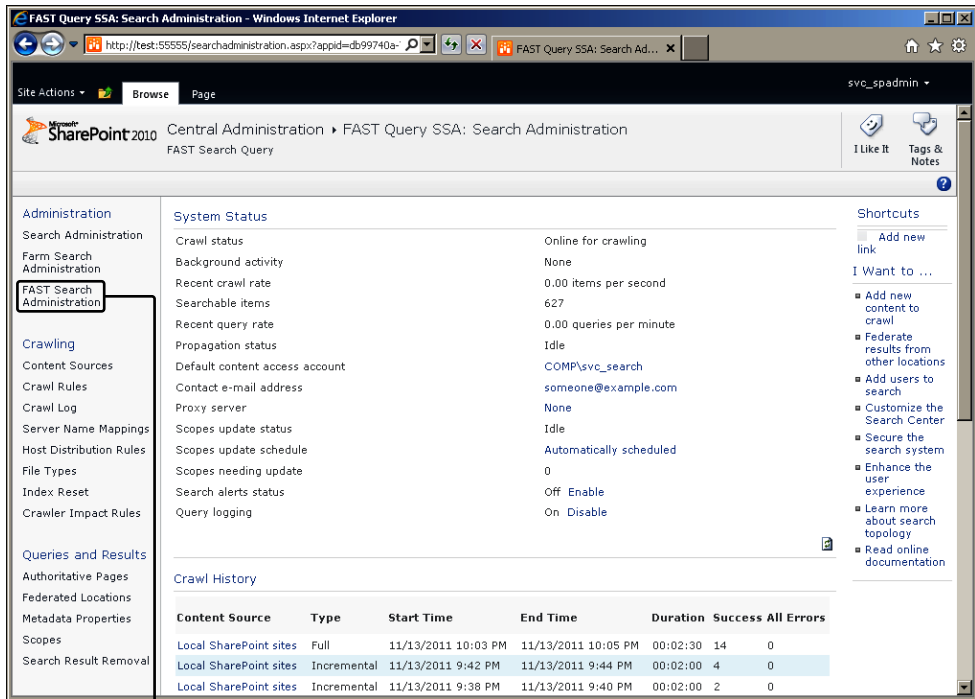 FAST Query SSA: Search Administration - Windows Internet Explorer
http://test:55555/searchadministration.aspx?appid=db99740a-
FAST Query SSA: Search Ad...
Site Actions
Browse
Page
svc_spadmin
Microsoft
SharePoint 2010
Central Administration
FAST Query SSA: Search Administration
FAST Search Query
I Like It
Tags &
Notes
Administration
Search Administration
Farm Search
Administration
FAST Search
Administration
Crawling
Content Sources
Crawl Rules
Crawl Log
Server Name Mappings
Host Distribution Rules
File Types
Index Reset
Crawler Impact Rules
Queries and Results
Authoritative Pages
Federated Locations
Metadata Properties
Scopes
Search Result Removal
System Status
Crawl status Online for crawling
Background activity None
Recent crawl rate 0.00 items per second
Searchable items 627
Recent query rate 0.00 queries per minute
Propagation status Idle
Default content access account COMP\svc_search
Contact e-mail address someone@example.com
Proxy server None
Scopes update status Idle
Scopes update schedule Automatically scheduled
Scopes needing update 0
Search alerts status Off Enable
Query logging On Disable
Crawl History
Content Source Type Start Time End Time Duration Success All Errors
Local SharePoint sites Full 11/13/2011 10:03 PM 11/13/2011 10:05 PM 00:02:30 14 0
Local SharePoint sites Incremental 11/13/2011 9:42 PM 11/13/2011 9:44 PM 00:02:00 4 0
Local SharePoint sites Incremental 11/13/2011 9:38 PM 11/13/2011 9:40 PM 00:02:00 2 0
Shortcuts
Add new
link
I Want to ...
Add new
content to
crawl
Federate
results from
other locations
Add users to
search
Customize the
Search Center
Secure the
search system
Enhance the
user
experience
Learn more
about search
topology
Read online
documentation